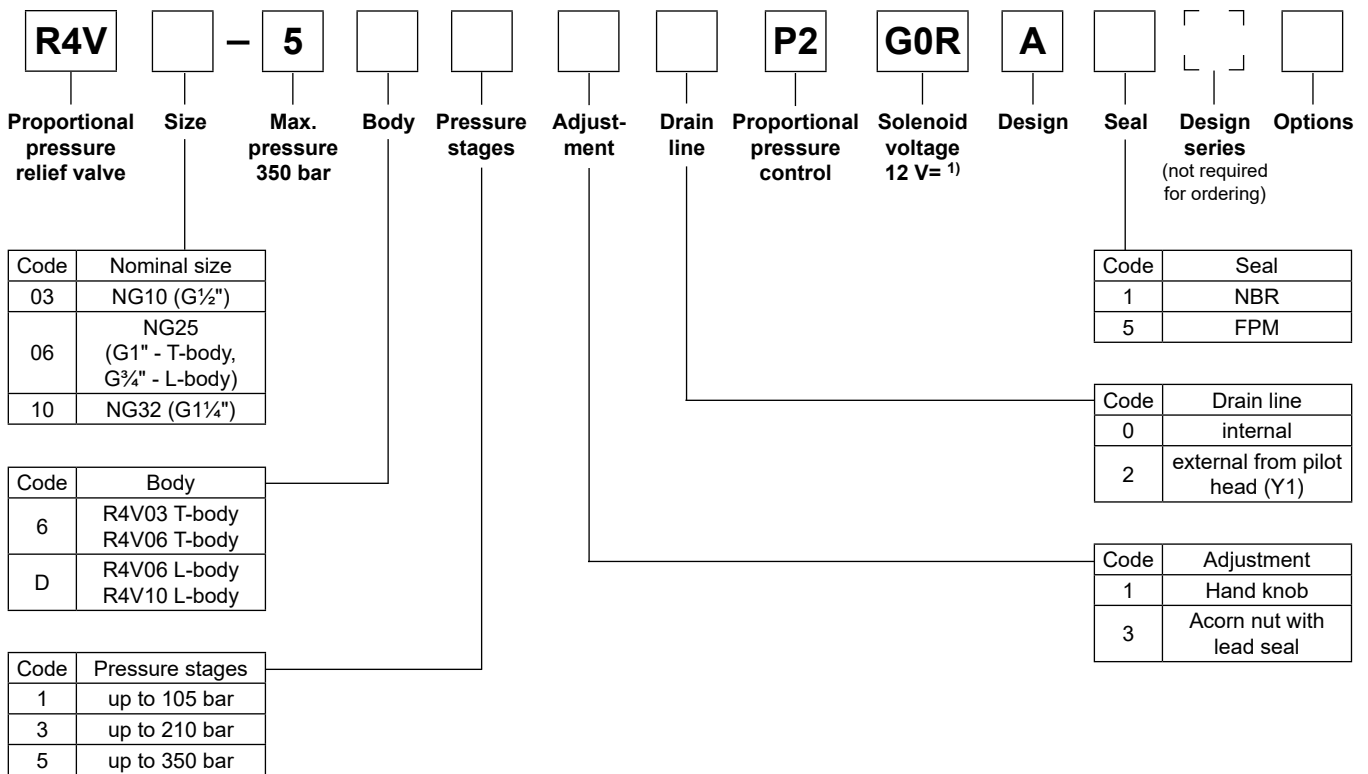 R4V – 5 P2 G0R A
Proportional pressure relief valve
Size
Max. pressure 350 bar
Body
Pressure stages
Adjust- ment
Drain line
Proportional pressure control
Solenoid voltage 12 V= 1)
Design
Seal
Design series (not required for ordering)
Options
Code Nominal size
03 NG10 (G½")
06 NG25 (G1" - T-body, G¾" - L-body)
10 NG32 (G1¼")
Code Body
6 R4V03 T-body R4V06 T-body
D R4V06 L-body R4V10 L-body
Code Pressure stages
1 up to 105 bar
3 up to 210 bar
5 up to 350 bar
Code Seal
1 NBR
5 FPM
Code Drain line
0 internal
2 external from pilot head (Y1)
Code Adjustment
1 Hand knob
3 Acorn nut with lead seal